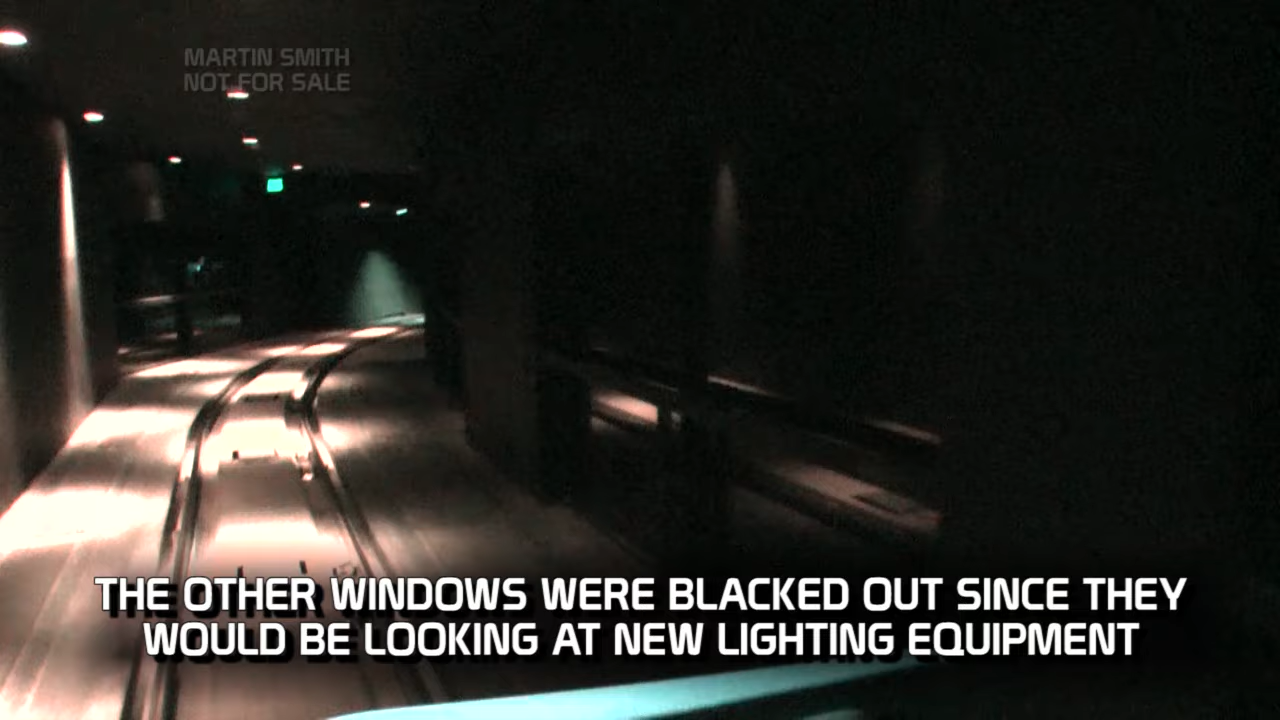 MARTIN SMITH
NOT FOR SALE
THE OTHER WINDOWS WERE BLACKED OUT SINCE THEY
WOULD BE LOOKING AT NEW LIGHTING EQUIPMENT